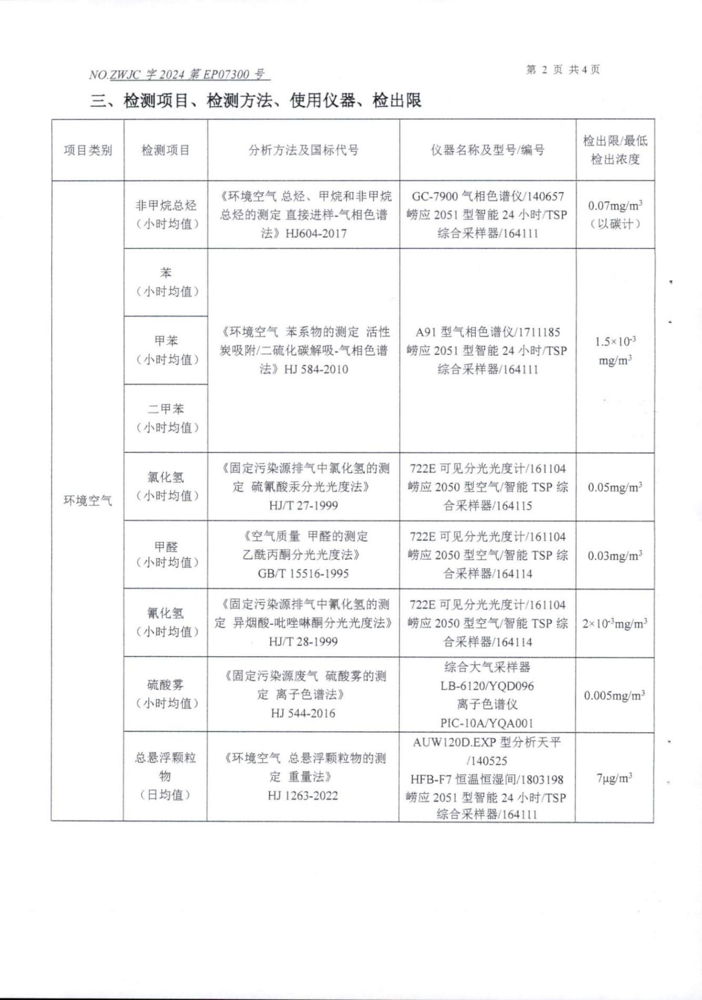 NO.ZWJC 字 2024 第 EP07300 号
第 2 页 共4页
三、检测项目、检测方法、使用仪器、检出限
项目类别
检测项目
分析方法及国标代号
仪器名称及型号/编号
检出限/最低
检出浓度
环境空气
非甲烷总烃
（小时均值）
《环境空气 总烃、甲烷和非甲烷
总烃的测定 直接进样-气相色谱
法》HJ604-2017
GC-7900 气相色谱仪/140657
崂应 2051 型智能 24 小时/TSP
综合采样器/164111
0.07mg/m³
（以碳计）
苯
（小时均值）
甲苯
（小时均值）
二甲苯
（小时均值）
《环境空气 苯系物的测定 活性
炭吸附/二硫化碳解吸-气相色谱
法》HJ 584-2010
A91 型气相色谱仪/1711185
崂应 2051 型智能 24 小时/TSP
综合采样器/164111
1.5×10⁻³
mg/m³
氯化氢
（小时均值）
《固定污染源排气中氯化氢的测
定 硫氰酸汞分光光度法》
HJ/T 27-1999
722E 可见分光光度计/161104
崂应 2050 型空气/智能 TSP 综
合采样器/164115
0.05mg/m³
甲醛
（小时均值）
《空气质量 甲醛的测定
乙酰丙酮分光光度法》
GB/T 15516-1995
722E 可见分光光度计/161104
崂应 2050 型空气/智能 TSP 综
合采样器/164114
0.03mg/m³
氰化氢
（小时均值）
《固定污染源排气中氰化氢的测
定 异烟酸-吡唑啉酮分光光度法》
HJ/T 28-1999
722E 可见分光光度计/161104
崂应 2050 型空气/智能 TSP 综
合采样器/164114
2×10⁻³mg/m³
硫酸雾
（小时均值）
《固定污染源废气 硫酸雾的测
定 离子色谱法》
HJ 544-2016
综合大气采样器
LB-6120/YQD096
离子色谱仪
PIC-10A/YQA001
0.005mg/m³
总悬浮颗粒
物
（日均值）
《环境空气 总悬浮颗粒物的测
定 重量法》
HJ 1263-2022
AUW120D.EXP 型分析天平
/140525
HFB-F7 恒温恒湿间/1803198
崂应 2051 型智能 24 小时/TSP
综合采样器/164111
7μg/m³